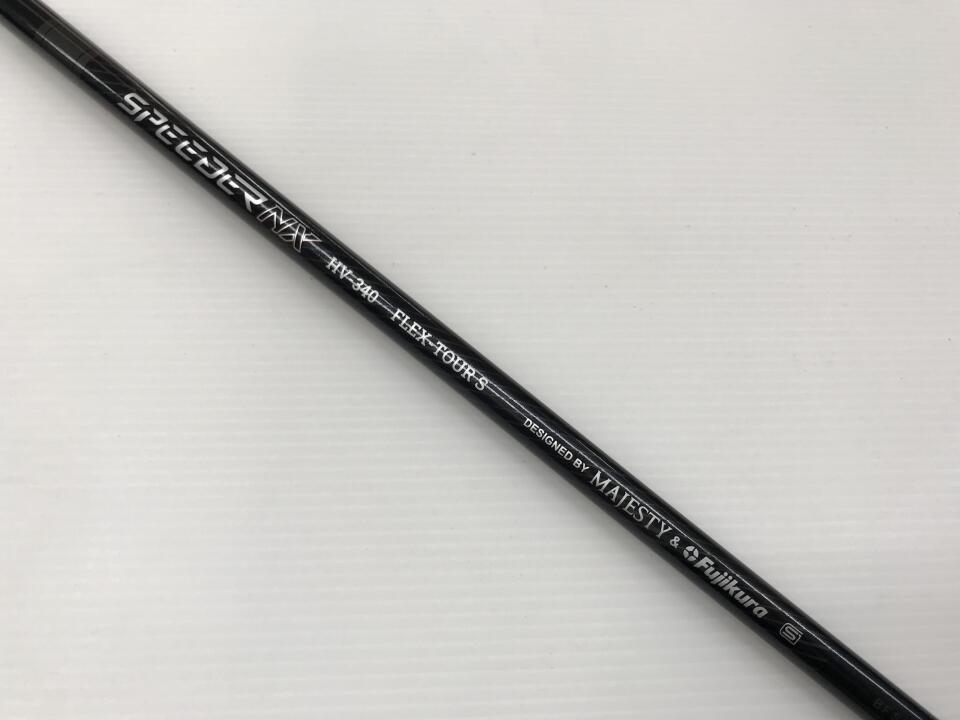 SPEEDER NX HV-340 FLEX-TOUR S DESIGNED BY MAJESTY & Fujikura S